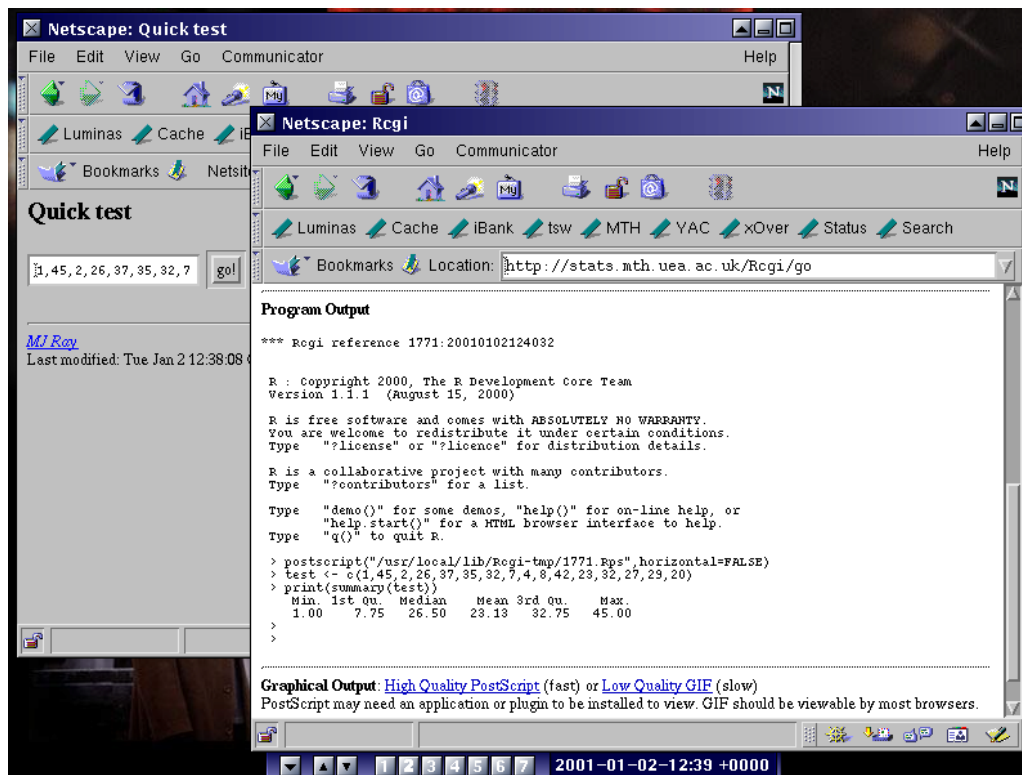 Netscape: Quick test
File Edit View Go Communicator Help
My
Luminas Cache
Bookmarks
Quick test
1,45,2,26,37,35,32,7 go!
MJ Ray
Last modified: Tue Jan 2 12:38:08
Netscape: Rcgi
File Edit View Go Communicator Help
My N
Luminas Cache iBank tsw MTH YAC xOver Status Search
Bookmarks Location: http://stats.mth.uea.ac.uk/Rcgi/go
Program Output
*** Rcgi reference 1771:20010102124032
R : Copyright 2000, The R Development Core Team
Version 1.1.1 (August 15, 2000)
R is free software and comes with ABSOLUTELY NO WARRANTY.
You are welcome to redistribute it under certain conditions.
Type "?license" or "?licence" for distribution details.
R is a collaborative project with many contributors.
Type "?contributors" for a list.
Type "demo()" for some demos, "help()" for on-line help, or
"help.start()" for a HTML browser interface to help.
Type "q()" to quit R.
> postscript("/usr/local/lib/Rcgi-tmp/1771.Rps",horizontal=FALSE)
> test <- c(1,45,2,26,37,35,32,7,4,8,42,23,32,27,29,20)
> print(summary(test))
Min. 1st Qu. Median Mean 3rd Qu. Max.
1.00 7.75 26.50 23.13 32.75 45.00
>
>
Graphical Output: High Quality PostScript (fast) or Low Quality GIF (slow)
PostScript may need an application or plugin to be installed to view. GIF should be viewable by most browsers.
1 2 3 4 5 6 7 2001-01-02-12:39 +0000